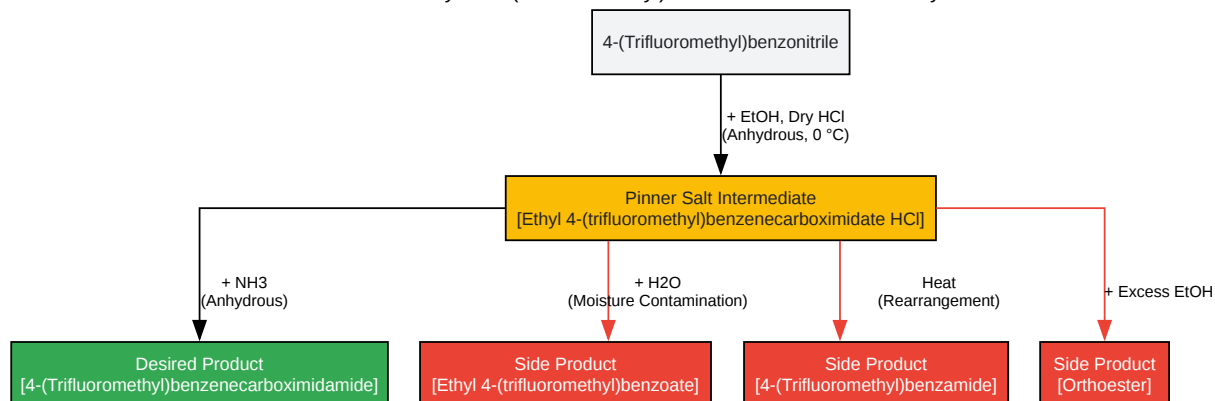 4-(Trifluoromethyl)benzonitrile
+ EtOH, Dry HCl
(Anhydrous, 0 °C)
Pinner Salt Intermediate
[Ethyl 4-(trifluoromethyl)benzenecarboximidate HCl]
+ NH3
(Anhydrous)
+ H2O
(Moisture Contamination)
Heat
(Rearrangement)
+ Excess EtOH
Desired Product
[4-(Trifluoromethyl)benzenecarboximidamide]
Side Product
[Ethyl 4-(trifluoromethyl)benzoate]
Side Product
[4-(Trifluoromethyl)benzamide]
Side Product
[Orthoester]